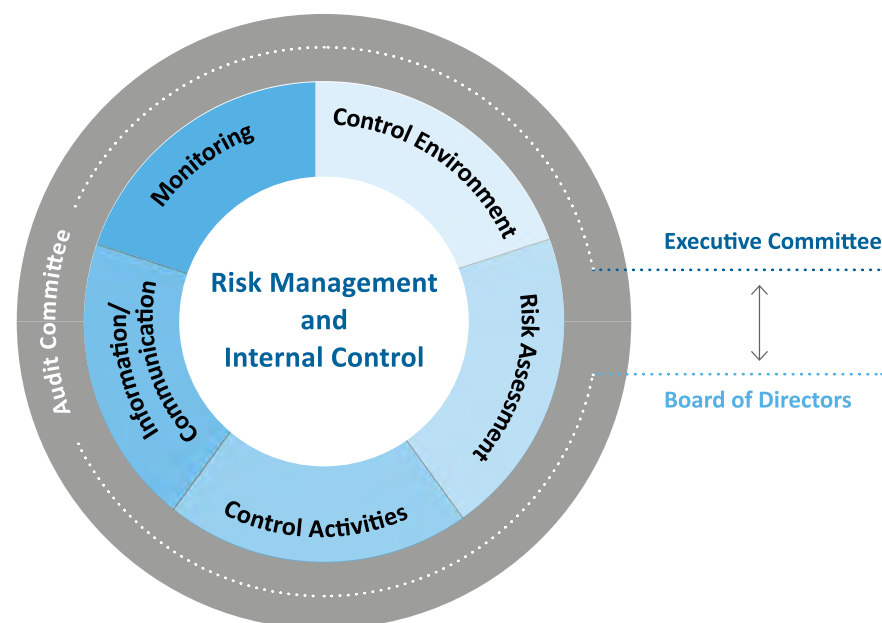 Control Environment
Monitoring
Executive Committee
Audit Committee
Risk Management
and
Internal Control
Information/
Communication
Risk Assessment
Board of Directors
Control Activities